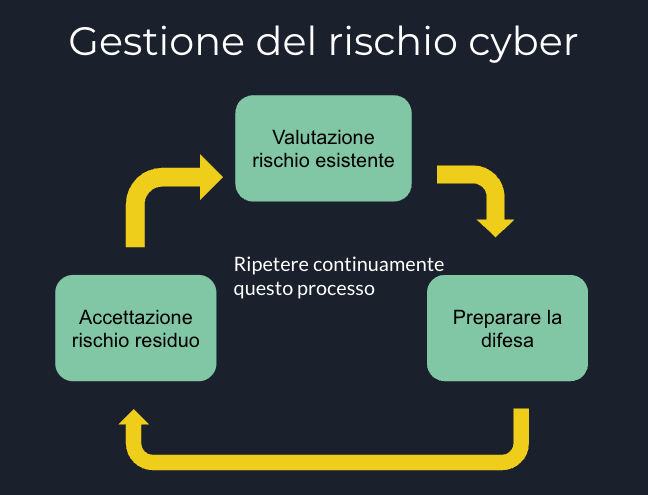 Gestione del rischio cyber
Valutazione
rischio esistente
Ripetere continuamente
questo processo
Accettazione
rischio residuo
Preparare la
difesa